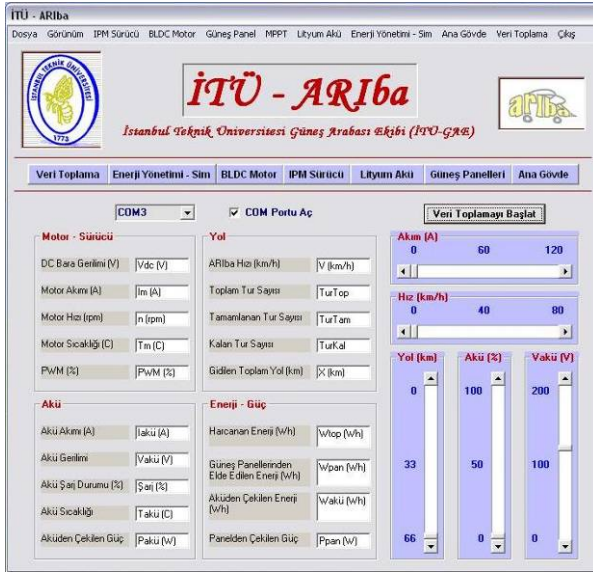 İTÜ - ARIba
Dosya Görünüm IPM Sürücü BLDC Motor Güneş Panel MPPT Lityum Akü Enerji Yönetimi - Sim Ana Gövde Veri Toplama Çıkış
İSTANBUL TEKNİK ÜNİVERSİTESİ
1773
İTÜ - ARIba
İstanbul Teknik Üniversitesi Güneş Arabası Ekibi (İTÜ-GAE)
arıba
Veri Toplama Enerji Yönetimi - Sim BLDC Motor IPM Sürücü Lityum Akü Güneş Panelleri Ana Gövde
COM3 COM Portu Aç Veri Toplamayı Başlat
Motor - Sürücü
DC Bara Gerilimi (V) Vdc (V)
Motor Akımı (A) Im (A)
Motor Hızı (rpm) n (rpm)
Motor Sıcaklığı (C) Tm (C)
PWM (%) PWM (%)
Yol
ARIba Hızı (km/h) V (km/h)
Toplam Tur Sayısı TurTop
Tamamlanan Tur Sayısı TurTam
Kalan Tur Sayısı TurKal
Gidilen Toplam Yol (km) X (km)
Akım (A)
0 60 120
Hız (km/h)
0 40 80
Akü
Akü Akımı (A) Iakü (A)
Akü Gerilimi Vakü (V)
Akü Şarj Durumu (%) Şarj (%)
Akü Sıcaklığı Takü (C)
Aküden Çekilen Güç Pakü (W)
Enerji - Güç
Harcanan Enerji (Wh) Wtop (Wh)
Güneş Panellerinden
Elde Edilen Enerji (Wh) Wpan (Wh)
Aküden Çekilen Enerji
(Wh) Wakü (Wh)
Panelden Çekilen Güç Ppan (W)
Yol (km) Akü (%) Vakü (V)
0 100 200
33 50 100
66 0 0